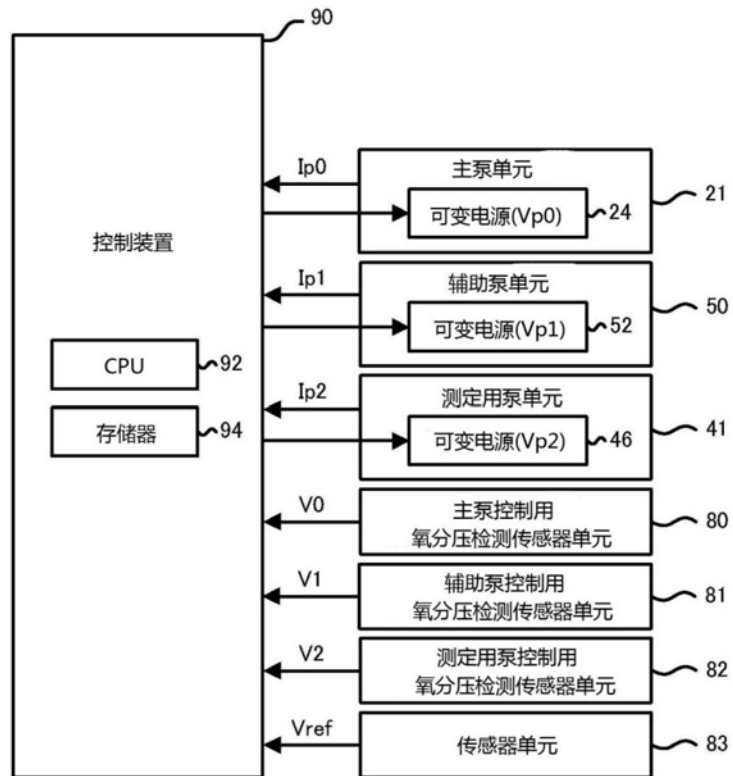 90
Ip0
主泵单元
21
可变电源(Vp0)
24
控制装置
Ip1
辅助泵单元
50
可变电源(Vp1)
52
CPU
92
Ip2
测定用泵单元
41
存储器
94
可变电源(Vp2)
46
V0
主泵控制用
氧分压检测传感器单元
80
V1
辅助泵控制用
氧分压检测传感器单元
81
V2
测定用泵控制用
氧分压检测传感器单元
82
Vref
传感器单元
83